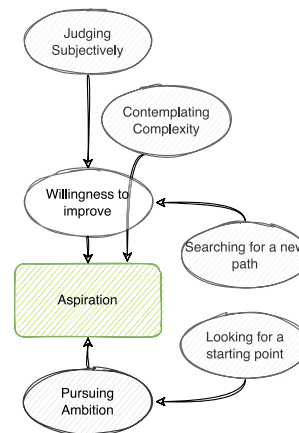 Judging
Subjectively
Contemplating
Complexity
Willingness to
improve
Searching for a new
path
Aspiration
Looking for a
starting point
Pursuing
Ambition